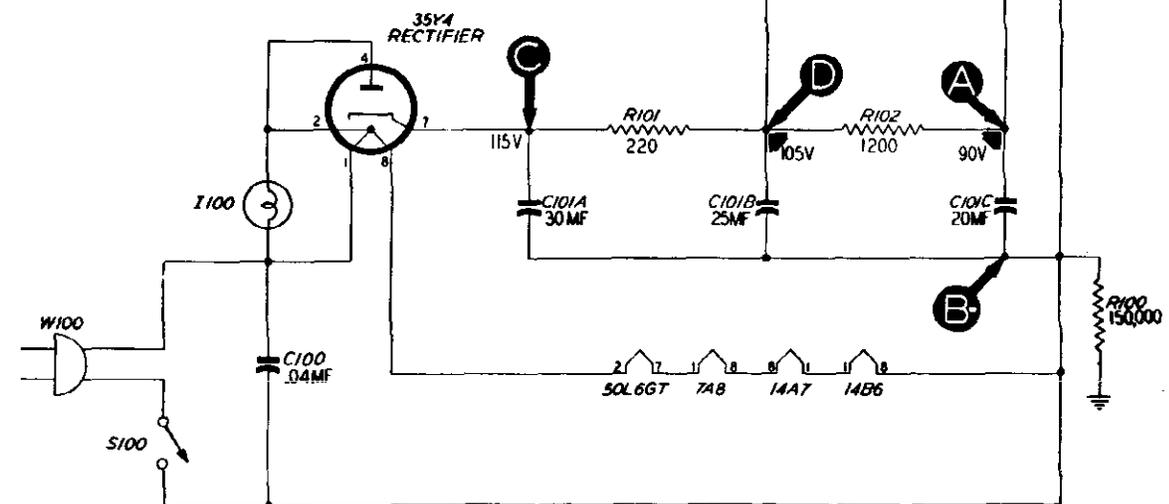 35Y4
RECTIFIER
4
C
D
A
2
7
R101
220
R102
1200
115V
105V
90V
1
8
I100
C101A
30 MF
C101B
25MF
C101C
20MF
B-
R100
150,000
W100
C100
.04MF
2 7 1 8 8 1 1 8
50L6GT 7A8 14A7 14B6
S100